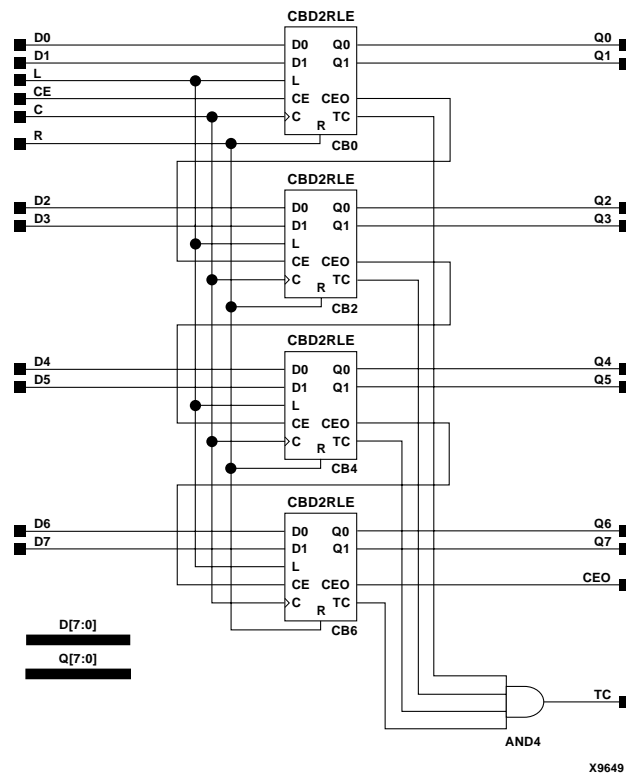 CBD2RLE
D0 D0 Q0 Q0
D1 D1 Q1 Q1
L L
CE CE CEO
C C TC
R R
CB0
CBD2RLE
D2 D0 Q0 Q2
D3 D1 Q1 Q3
L
CE CEO
C TC
R
CB2
CBD2RLE
D4 D0 Q0 Q4
D5 D1 Q1 Q5
L
CE CEO
C TC
R
CB4
CBD2RLE
D6 D0 Q0 Q6
D7 D1 Q1 Q7
L
CE CEO CEO
C TC
R
CB6
D[7:0]
Q[7:0]
TC
AND4
X9649